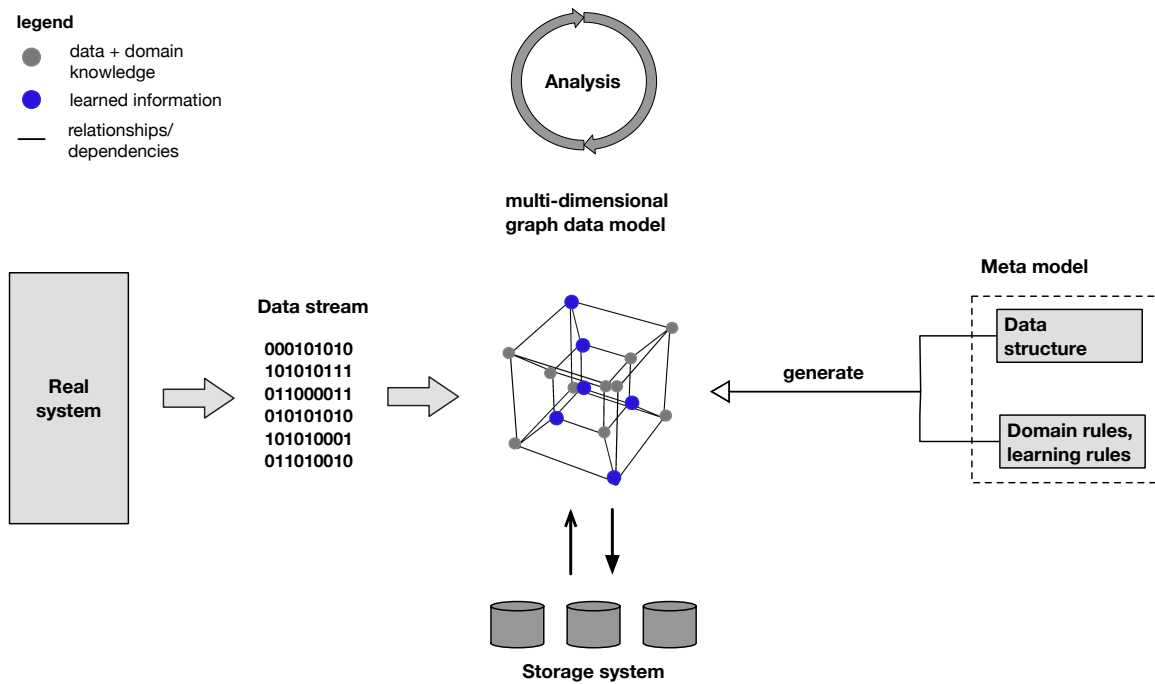 legend
data + domain
knowledge
learned information
relationships/
dependencies
Analysis
multi-dimensional
graph data model
Real
system
Data stream
000101010
101010111
011000011
010101010
101010001
011010010
generate
Meta model
Data
structure
Domain rules,
learning rules
Storage system